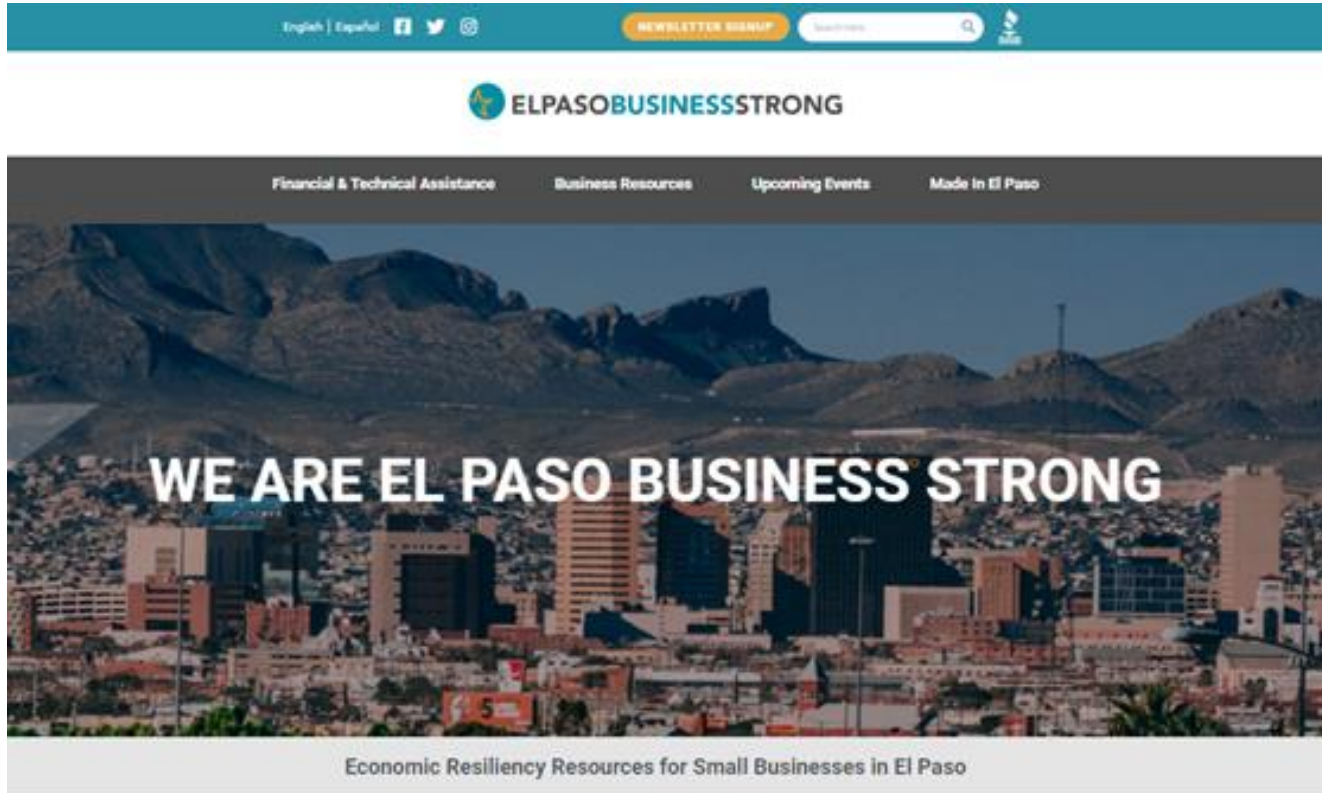 English | Español
NEWSLETTER SIGNUP
ELPASOBUSINESSSTRONG
Financial & Technical Assistance Business Resources Upcoming Events Made In El Paso
WE ARE EL PASO BUSINESS STRONG
5
Economic Resiliency Resources for Small Businesses in El Paso